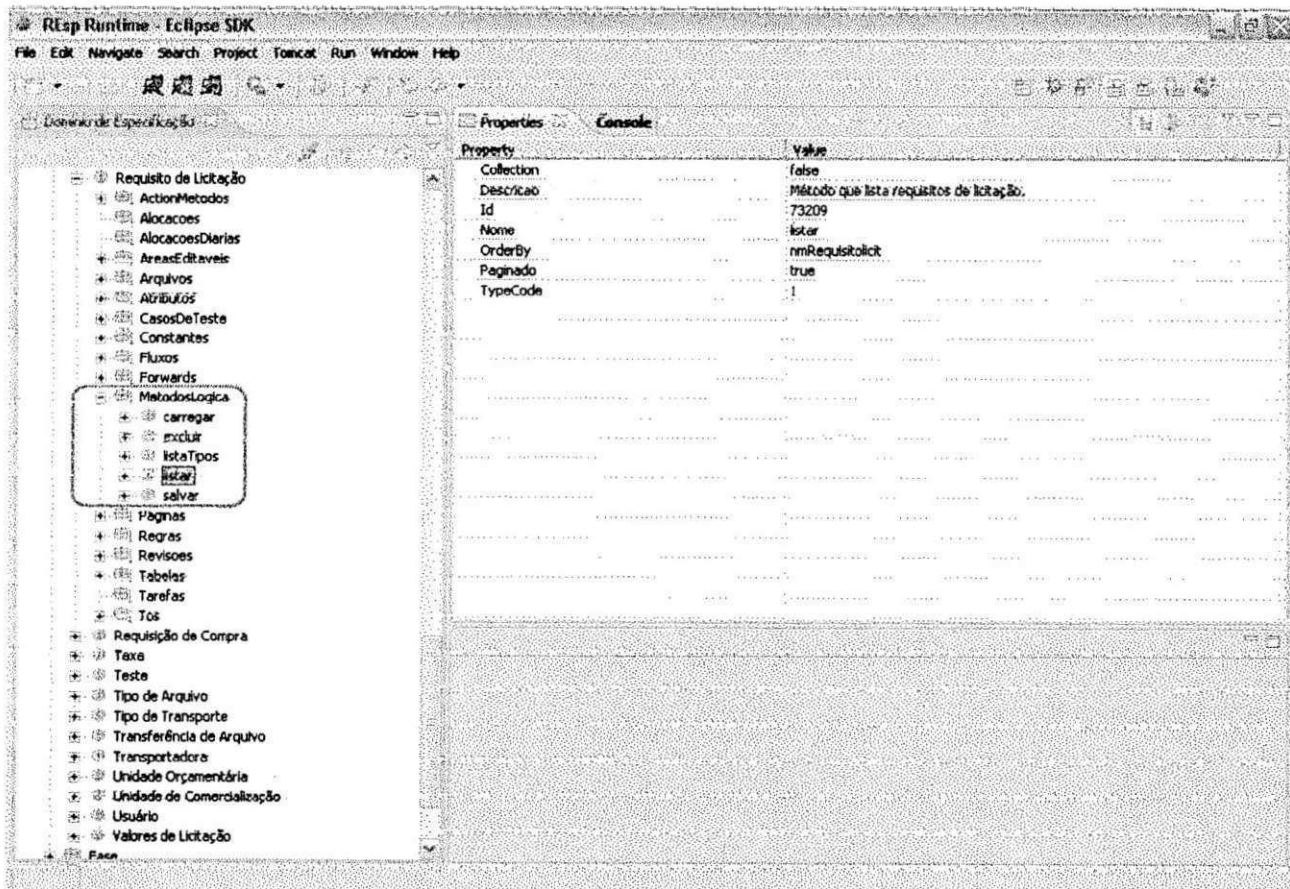 REsp Runtime - Eclipse SDK
File Edit Navigate Search Project Tomcat Run Window Help
Dominio de Especificação
Properties Console
Property Value
Collection false
Descricao Método que lista requisitos de licitação.
Id 73209
Nome listar
OrderBy nmRequisitolicit
Paginado true
TypeCode 1
Requisito de Licitação
ActionMetodos
Alocacoes
AlocacoesDiarias
AreasEditaveis
Arquivos
Atributos
CasosDeTeste
Constantes
Fluxos
Forwards
MetodosLogica
carregar
excluir
listaTipos
listar
salvar
Paginas
Regras
Revisoes
Tabelas
Tarefas
Tos
Requisição de Compra
Taxa
Teste
Tipo de Arquivo
Tipo de Transporte
Transferência de Arquivo
Transportadora
Unidade Orçamentária
Unidade de Comercialização
Usuário
Valores de Licitação
Fase